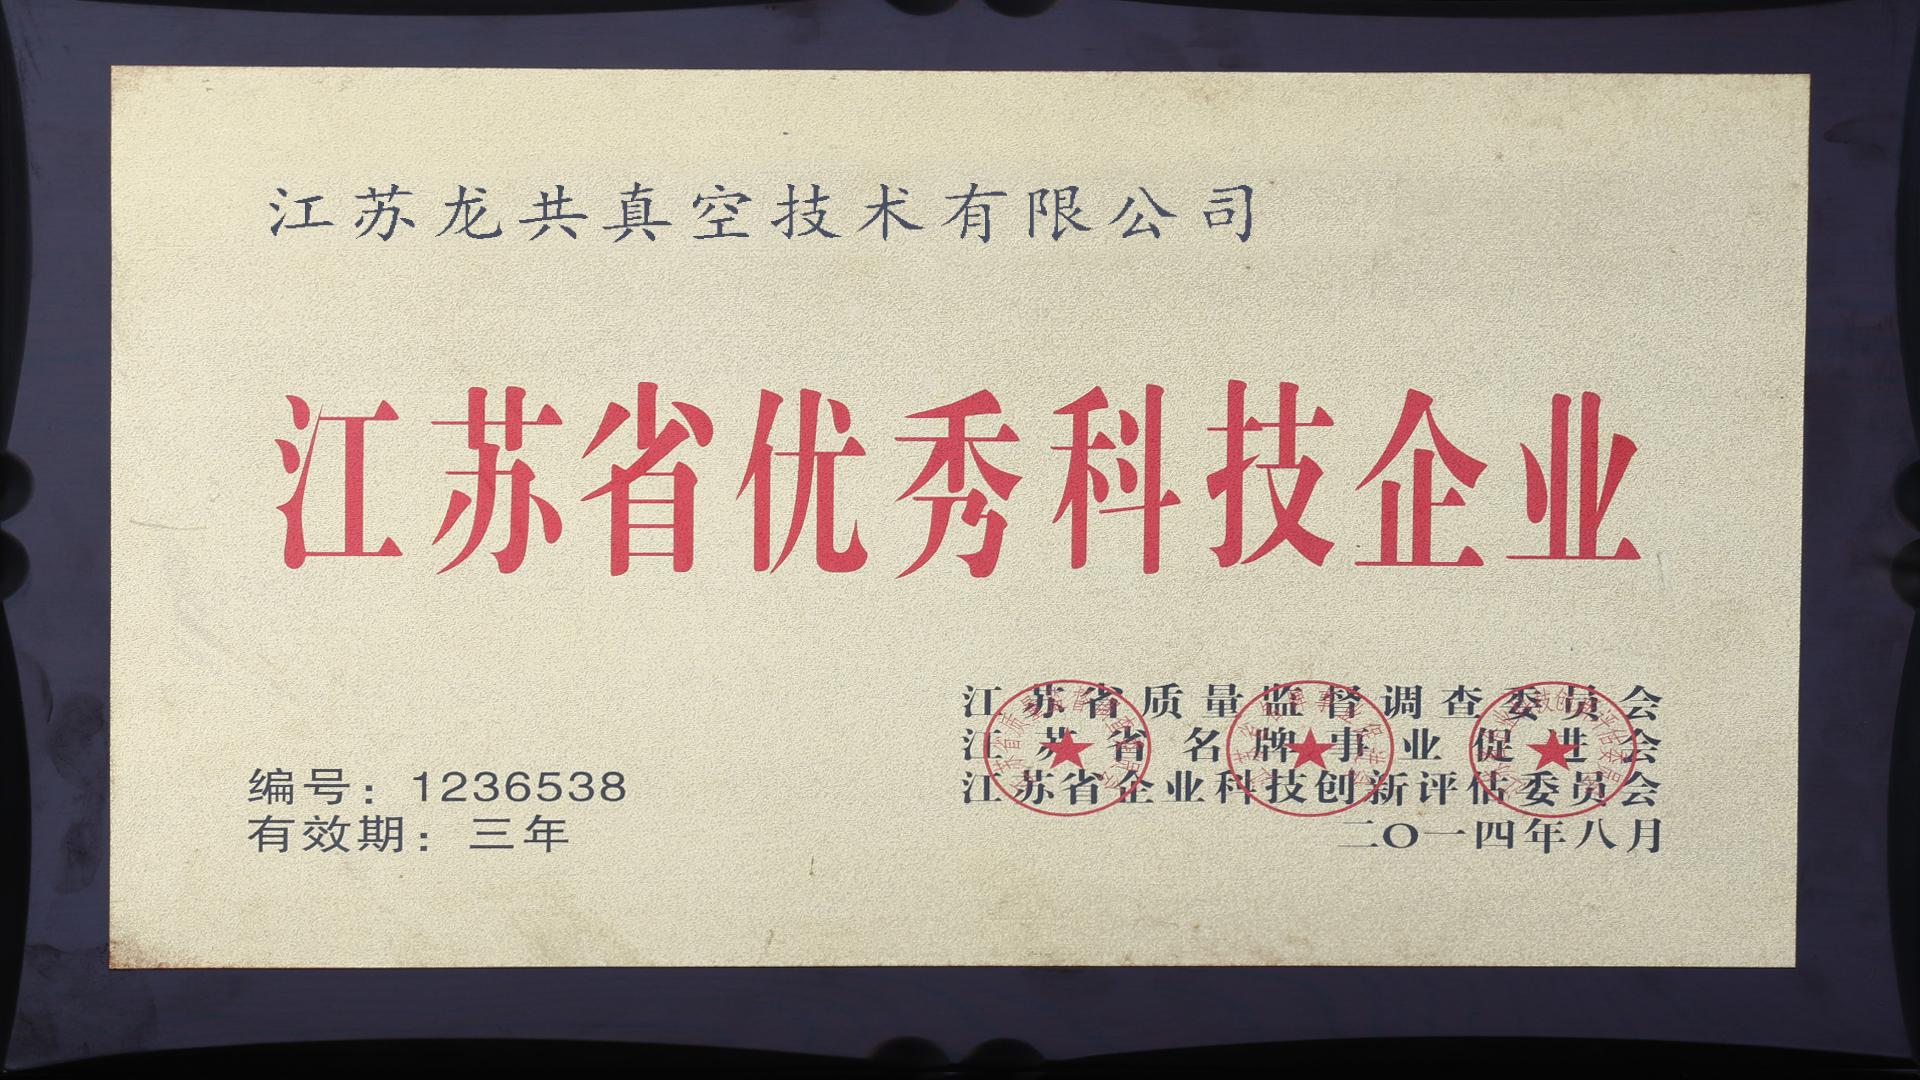 江苏龙共真空技术有限公司
江苏省优秀科技企业
江苏省质量监督调查委员会
江苏省名牌事业促进会
江苏省企业科技创新评估委员会
二〇一四年八月
编号：1236538
有效期：三年